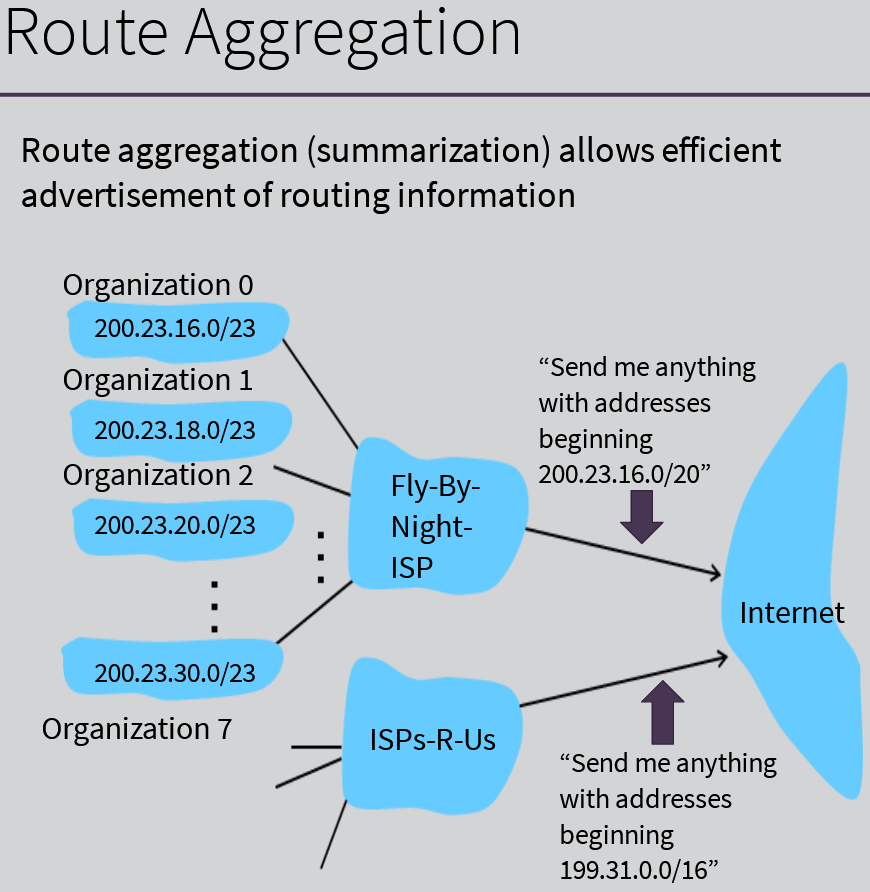 Route Aggregation
Route aggregation (summarization) allows efficient
advertisement of routing information
Organization 0
200.23.16.0/23
Organization 1
200.23.18.0/23
Organization 2
200.23.20.0/23
200.23.30.0/23
Organization 7
Fly-By-
Night-
ISP
ISPs-R-Us
“Send me anything
with addresses
beginning
200.23.16.0/20”
Internet
“Send me anything
with addresses
beginning
199.31.0.0/16”